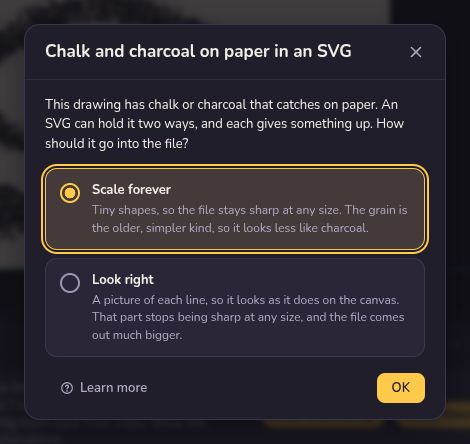 Chalk and charcoal on paper in an SVG
This drawing has chalk or charcoal that catches on paper. An
SVG can hold it two ways, and each gives something up. How
should it go into the file?
Scale forever
Tiny shapes, so the file stays sharp at any size. The grain is
the older, simpler kind, so it looks less like charcoal.
Look right
A picture of each line, so it looks as it does on the canvas.
That part stops being sharp at any size, and the file comes
out much bigger.
Learn more
OK